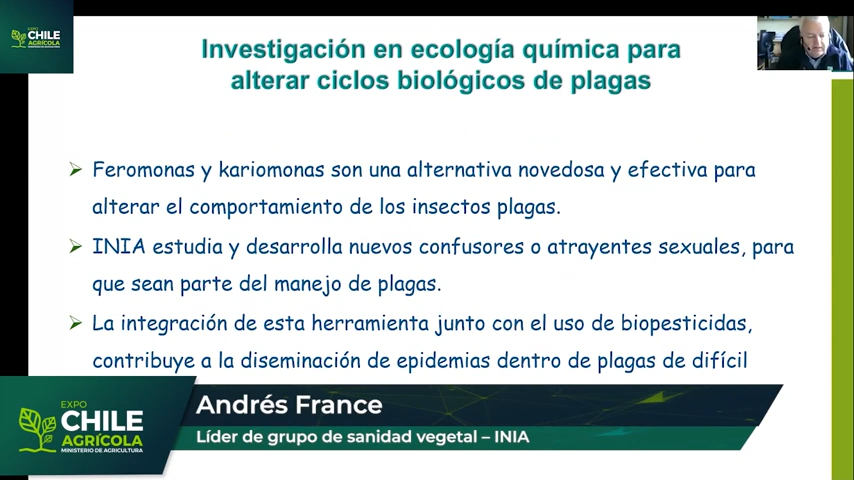 EXPO
CHILE
AGRÍCOLA
MINISTERIO DE AGRICULTURA
Investigación en ecología química para
alterar ciclos biológicos de plagas
Feromonas y kariomonas son una alternativa novedosa y efectiva para
alterar el comportamiento de los insectos plagas.
INIA estudia y desarrolla nuevos confusores o atrayentes sexuales, para
que sean parte del manejo de plagas.
La integración de esta herramienta junto con el uso de biopesticidas,
contribuye a la diseminación de epidemias dentro de plagas de difícil
EXPO
CHILE
AGRÍCOLA
MINISTERIO DE AGRICULTURA
Andrés France
Líder de grupo de sanidad vegetal – INIA